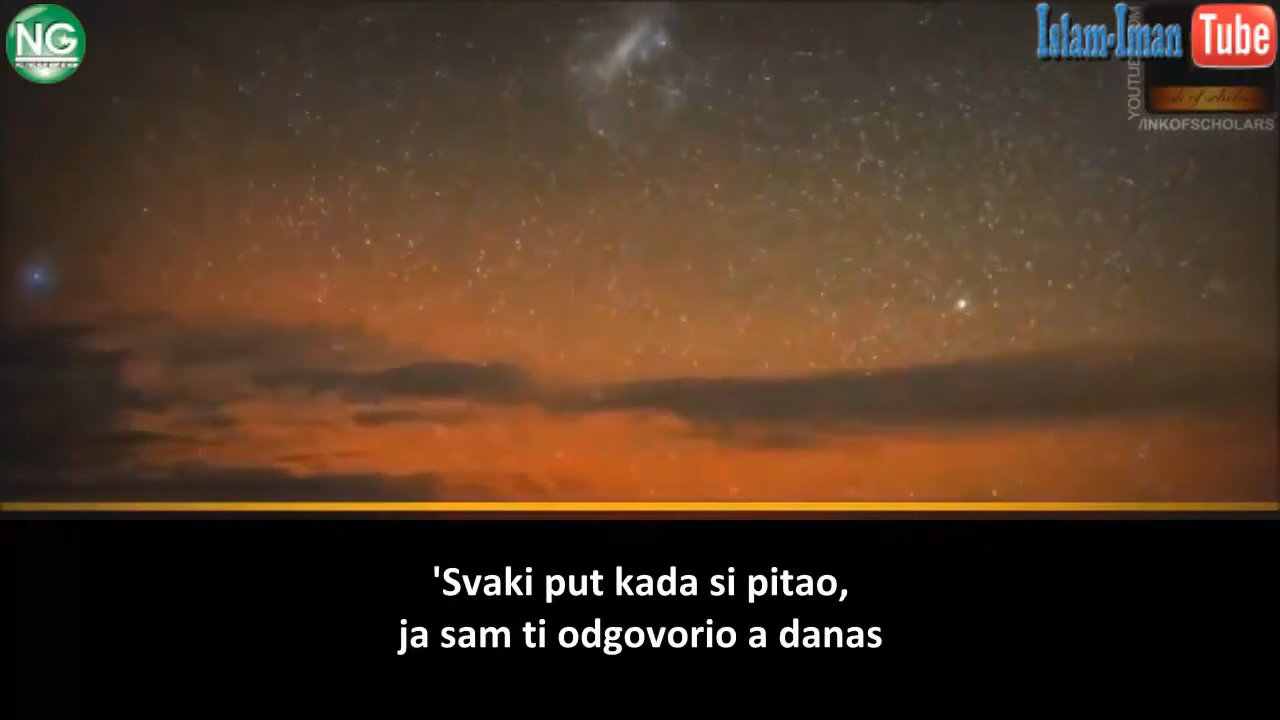 NG
Islam-Iman Tube
/INKOFSCHOLARS
'Svaki put kada si pitao,
ja sam ti odgovorio a danas